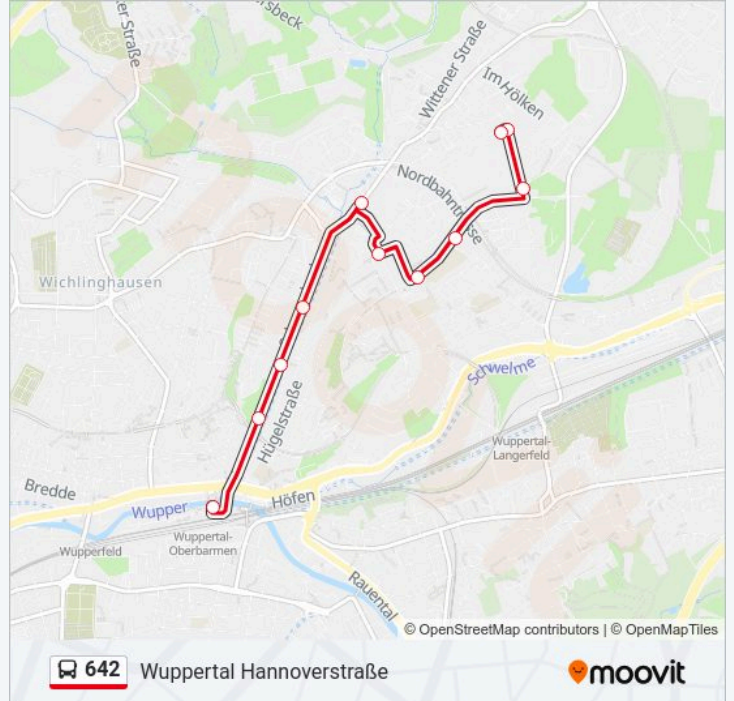 rsbeck
er Straße
Wittener Straße
Im Hölken
Nordbahntrasse
Wichlinghausen
Schwelme
Hügelstraße
Wuppertal-
Langerfeld
Bredde
Höfen
Wupper
Wuppertal-
Oberbarmen
Wupperfeld
Rauental
© OpenStreetMap contributors | © OpenMapTiles
642 Wuppertal Hannoverstraße
moovit